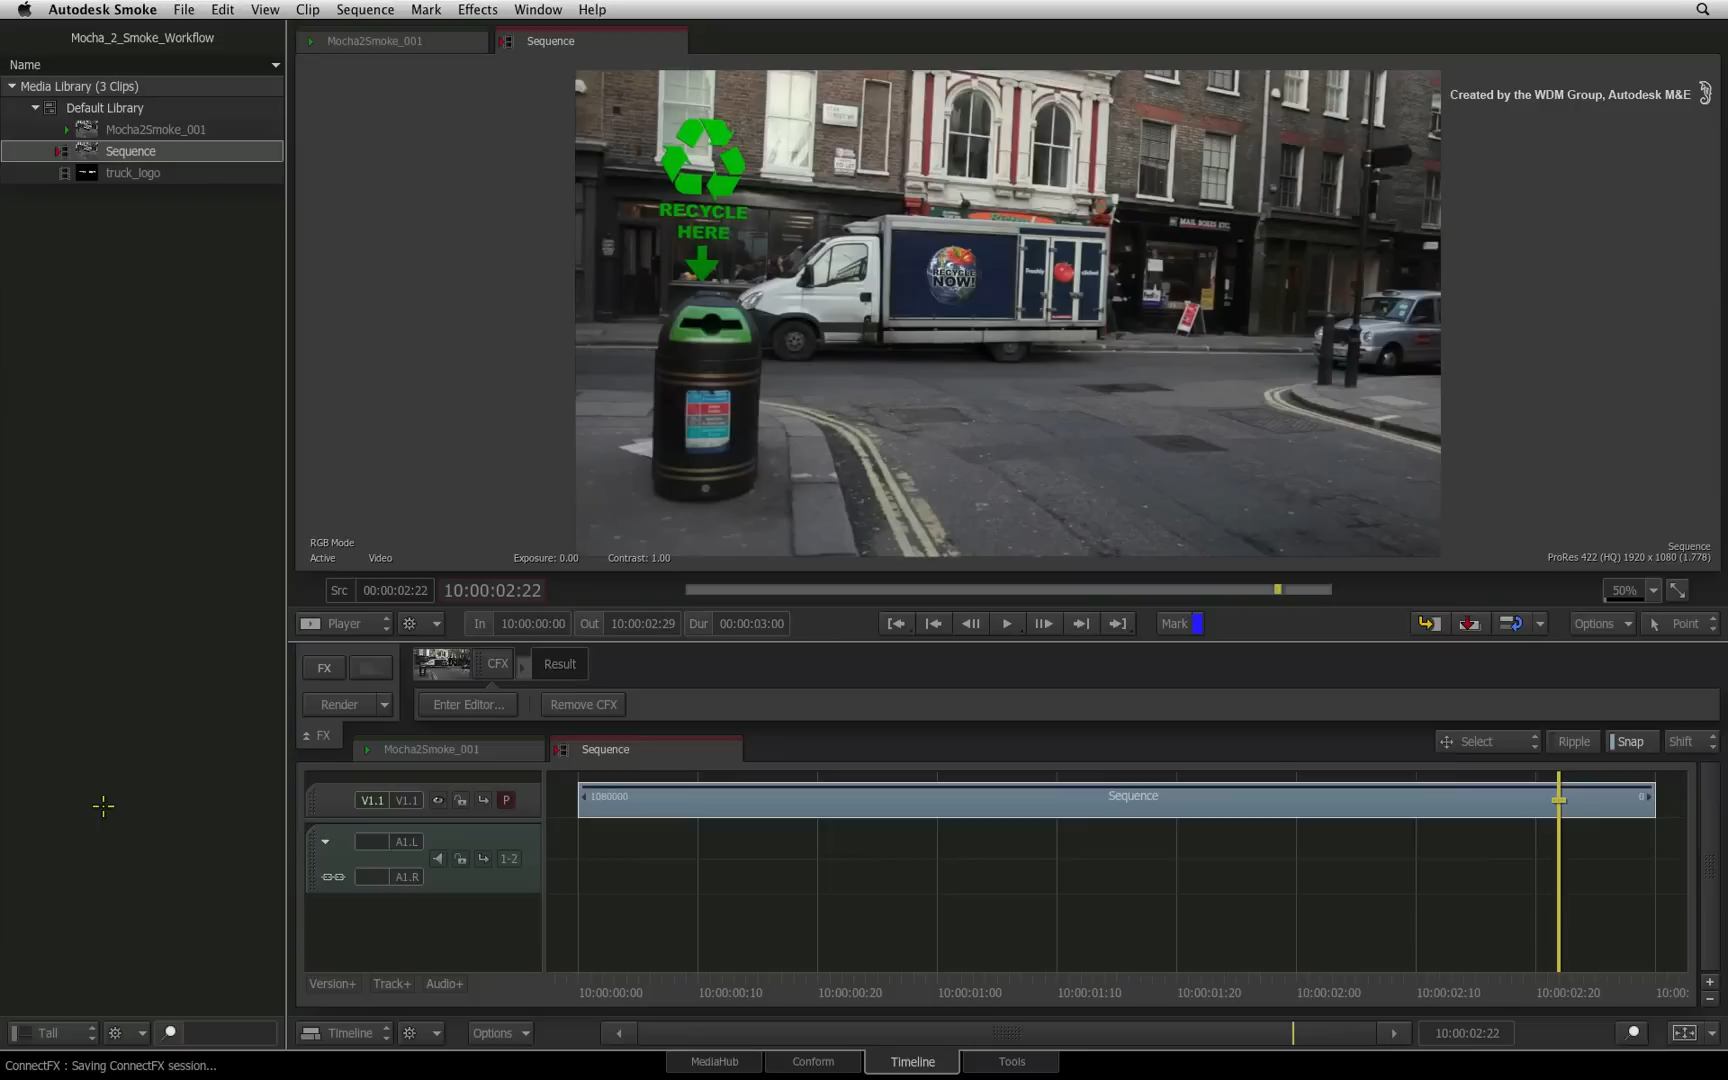 Autodesk Smoke File Edit View Clip Sequence Mark Effects Window Help
Mocha_2_Smoke_Workflow
Name
Media Library (3 Clips)
Default Library
Mocha2Smoke_001
Sequence
truck_logo
Mocha2Smoke_001
Sequence
Created by the WDM Group, Autodesk M&E
RECYCLE
HERE
RECYCLE
NOW!
Freshly
MAIL BOXES ETC.
RGB Mode
Active Video Exposure: 0.00 Contrast: 1.00
Sequence
ProRes 422 (HQ) 1920 x 1080 (1.778)
Src 00:00:02:22 10:00:02:22 50%
Player In 10:00:00:00 Out 10:00:02:29 Dur 00:00:03:00 Mark Options Point
FX CFX Result
Render Enter Editor... Remove CFX
FX Mocha2Smoke_001 Sequence Select Ripple Snap Shift
V1.1 V1.1 P 1080000 Sequence 0
A1.L
1-2
A1.R
Version+ Track+ Audio+
10:00:00:00 10:00:00:10 10:00:00:20 10:00:01:00 10:00:01:10 10:00:01:20 10:00:02:00 10:00:02:10 10:00:02:20 10:00:
Tall Timeline Options 10:00:02:22
ConnectFX : Saving ConnectFX session... MediaHub Conform Timeline Tools